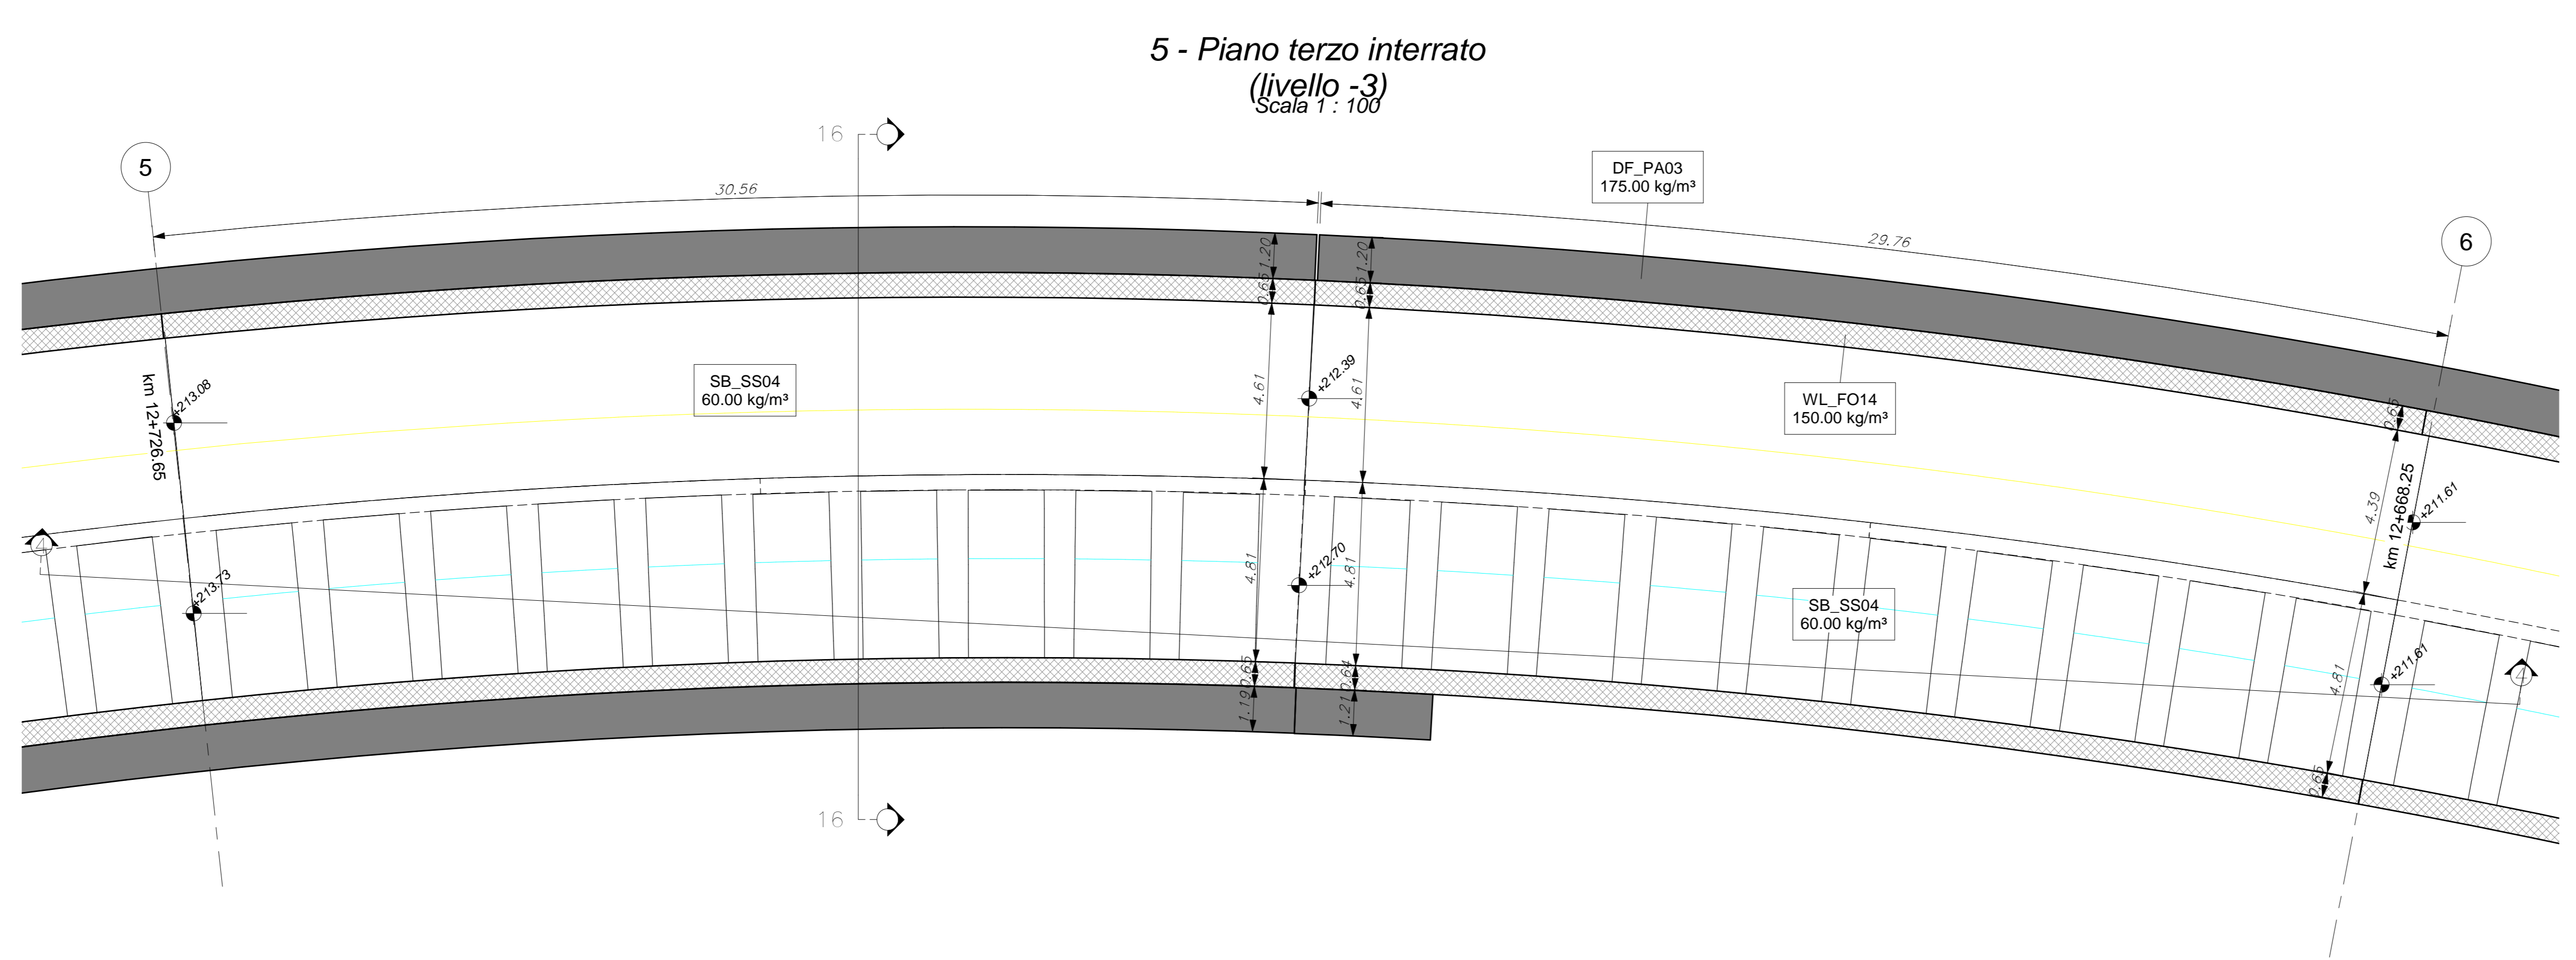 5 - Piano terzo interrato
(livello -3)
Scala 1 : 100
16
5
30.56
DF_PA03
175.00 kg/m³
29.76
6
1.20
1.20
0.65
0.65
km 12+726.65
+213.08
SB_SS04
60.00 kg/m³
4.61
+212.39
4.61
WL_FO14
150.00 kg/m³
0.65
4.39
km 12+668.25
+211.61
4
+213.73
4.81
+212.70
4.81
SB_SS04
60.00 kg/m³
4.81
+211.61
4
0.65
0.64
1.19
1.21
0.65
16